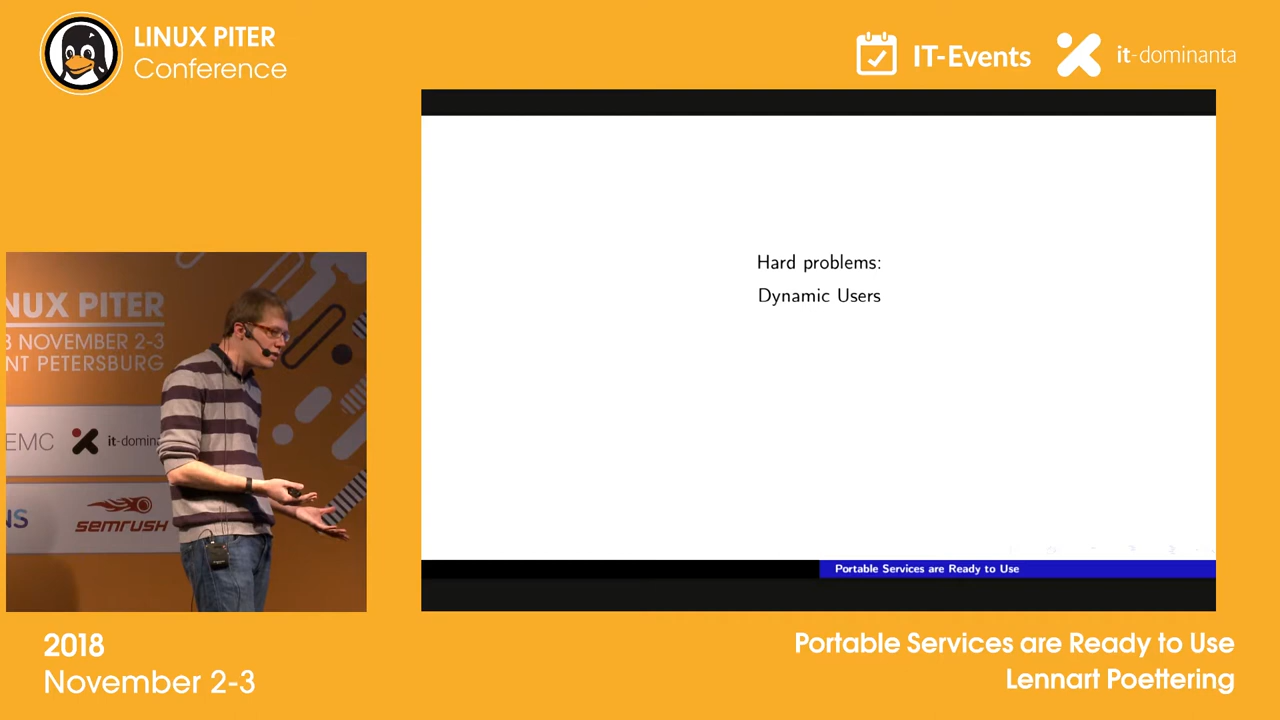 LINUX PITER
Conference
IT-Events
it-dominanta
Hard problems:
Dynamic Users
Portable Services are Ready to Use
NUX PITER
NOVEMBER 2-3
NT PETERSBURG
EMC
it-domina
NS
semrush
2018
November 2-3
Portable Services are Ready to Use
Lennart Poettering